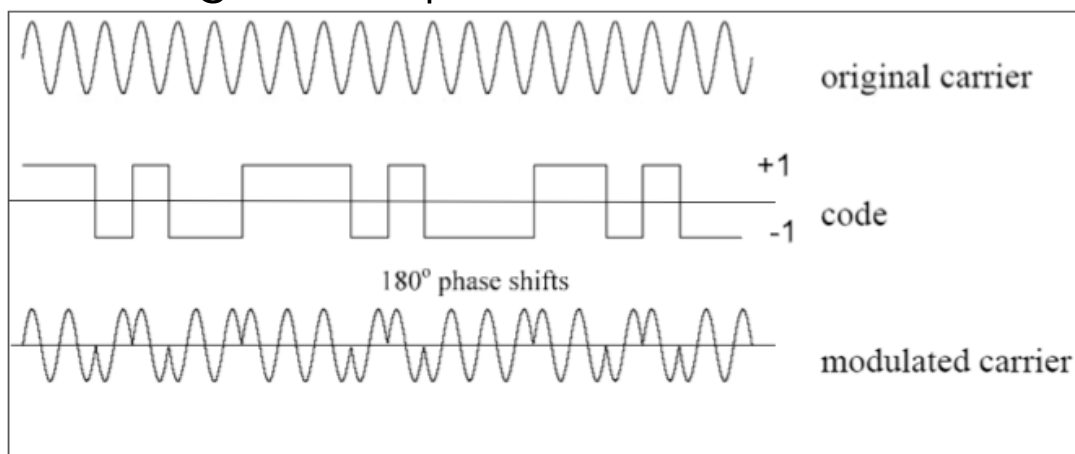 original carrier
+1
code
-1
180° phase shifts
modulated carrier